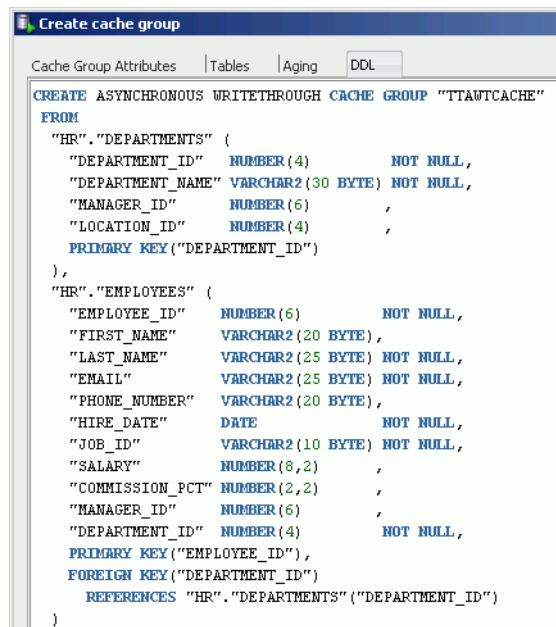 Create cache group
Cache Group Attributes Tables Aging DDL
CREATE ASYNCHRONOUS WRITETHROUGH CACHE GROUP "TTAWTCACHE"
FROM
"HR"."DEPARTMENTS" (
"DEPARTMENT_ID" NUMBER(4) NOT NULL,
"DEPARTMENT_NAME" VARCHAR2(30 BYTE) NOT NULL,
"MANAGER_ID" NUMBER(6) ,
"LOCATION_ID" NUMBER(4) ,
PRIMARY KEY("DEPARTMENT_ID")
),
"HR"."EMPLOYEES" (
"EMPLOYEE_ID" NUMBER(6) NOT NULL,
"FIRST_NAME" VARCHAR2(20 BYTE),
"LAST_NAME" VARCHAR2(25 BYTE) NOT NULL,
"EMAIL" VARCHAR2(25 BYTE) NOT NULL,
"PHONE_NUMBER" VARCHAR2(20 BYTE),
"HIRE_DATE" DATE NOT NULL,
"JOB_ID" VARCHAR2(10 BYTE) NOT NULL,
"SALARY" NUMBER(8,2) ,
"COMMISSION_PCT" NUMBER(2,2) ,
"MANAGER_ID" NUMBER(6) ,
"DEPARTMENT_ID" NUMBER(4) NOT NULL,
PRIMARY KEY("EMPLOYEE_ID"),
FOREIGN KEY("DEPARTMENT_ID")
REFERENCES "HR"."DEPARTMENTS"("DEPARTMENT_ID")
)